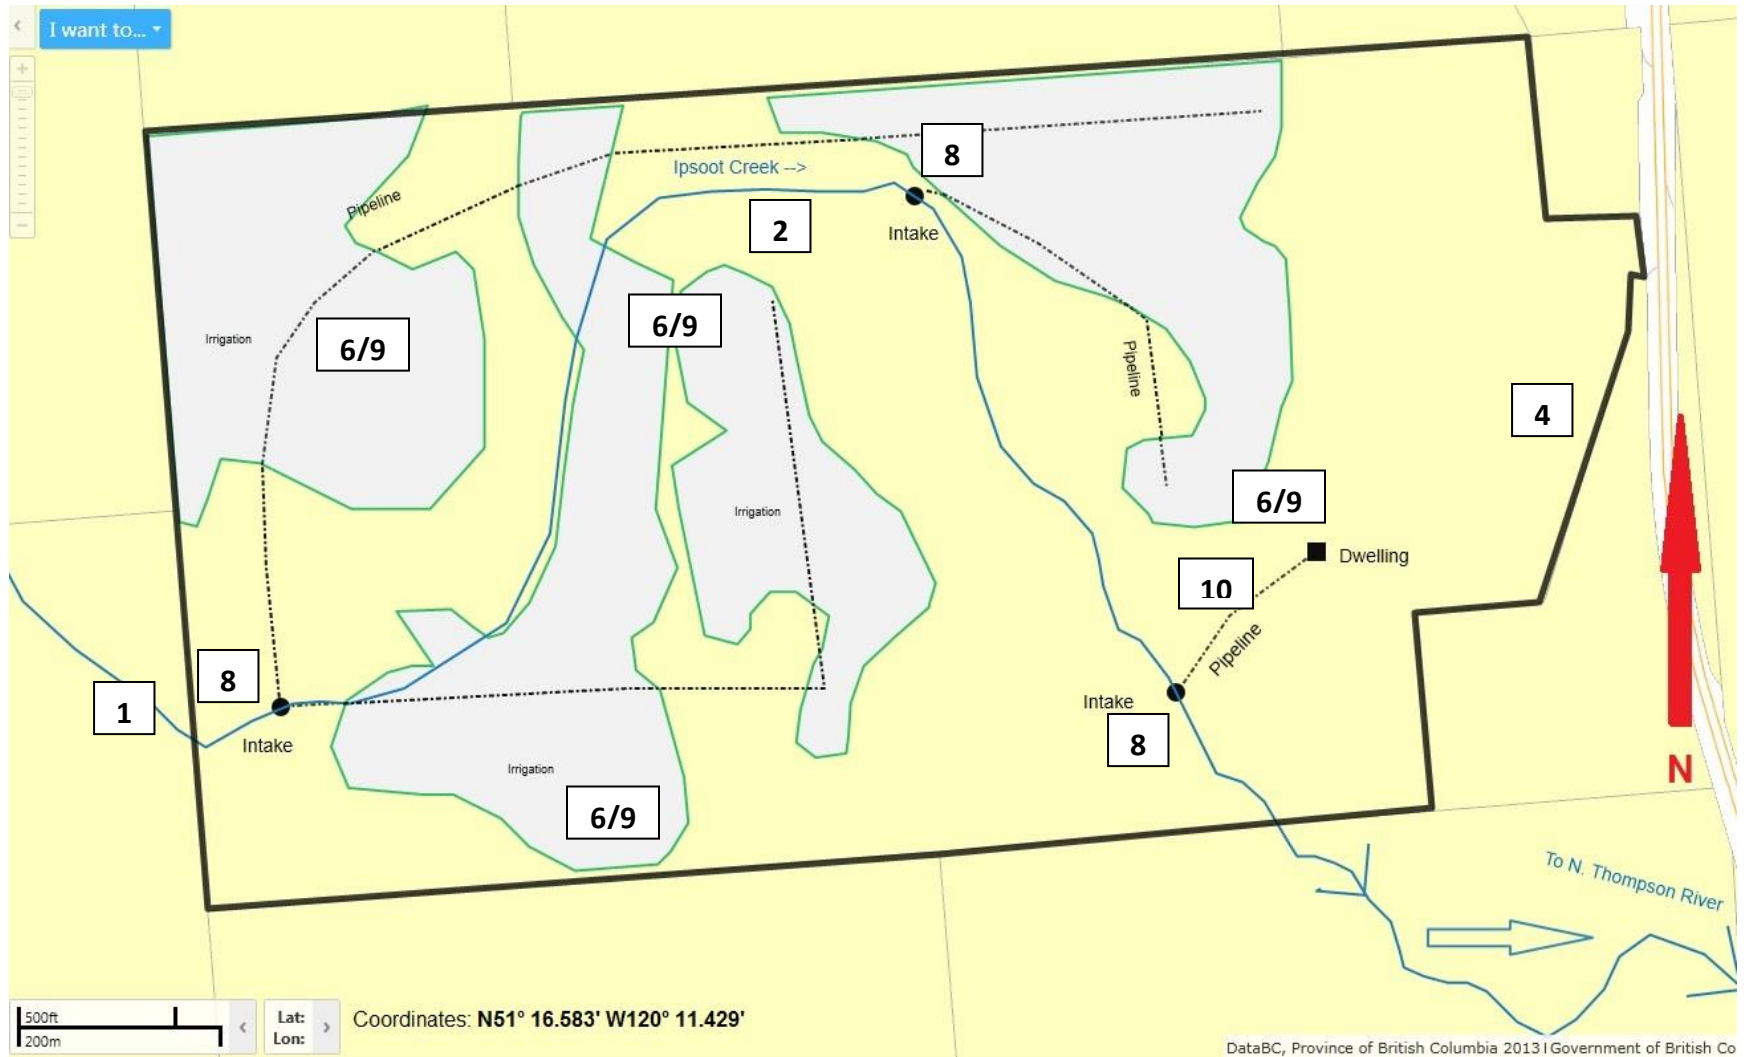 I want to...
8
Ipsoot Creek -->
Pipeline
2
Intake
6/9
Irrigation
6/9
Pipeline
4
6/9
Irrigation
Dwelling
10
Pipeline
8
1
Intake
Intake
8
Irrigation
6/9
N
To N. Thompson River
500ft
200m
Lat:
Lon:
Coordinates: N51° 16.583' W120° 11.429'
DataBC, Province of British Columbia 2013 | Government of British Co